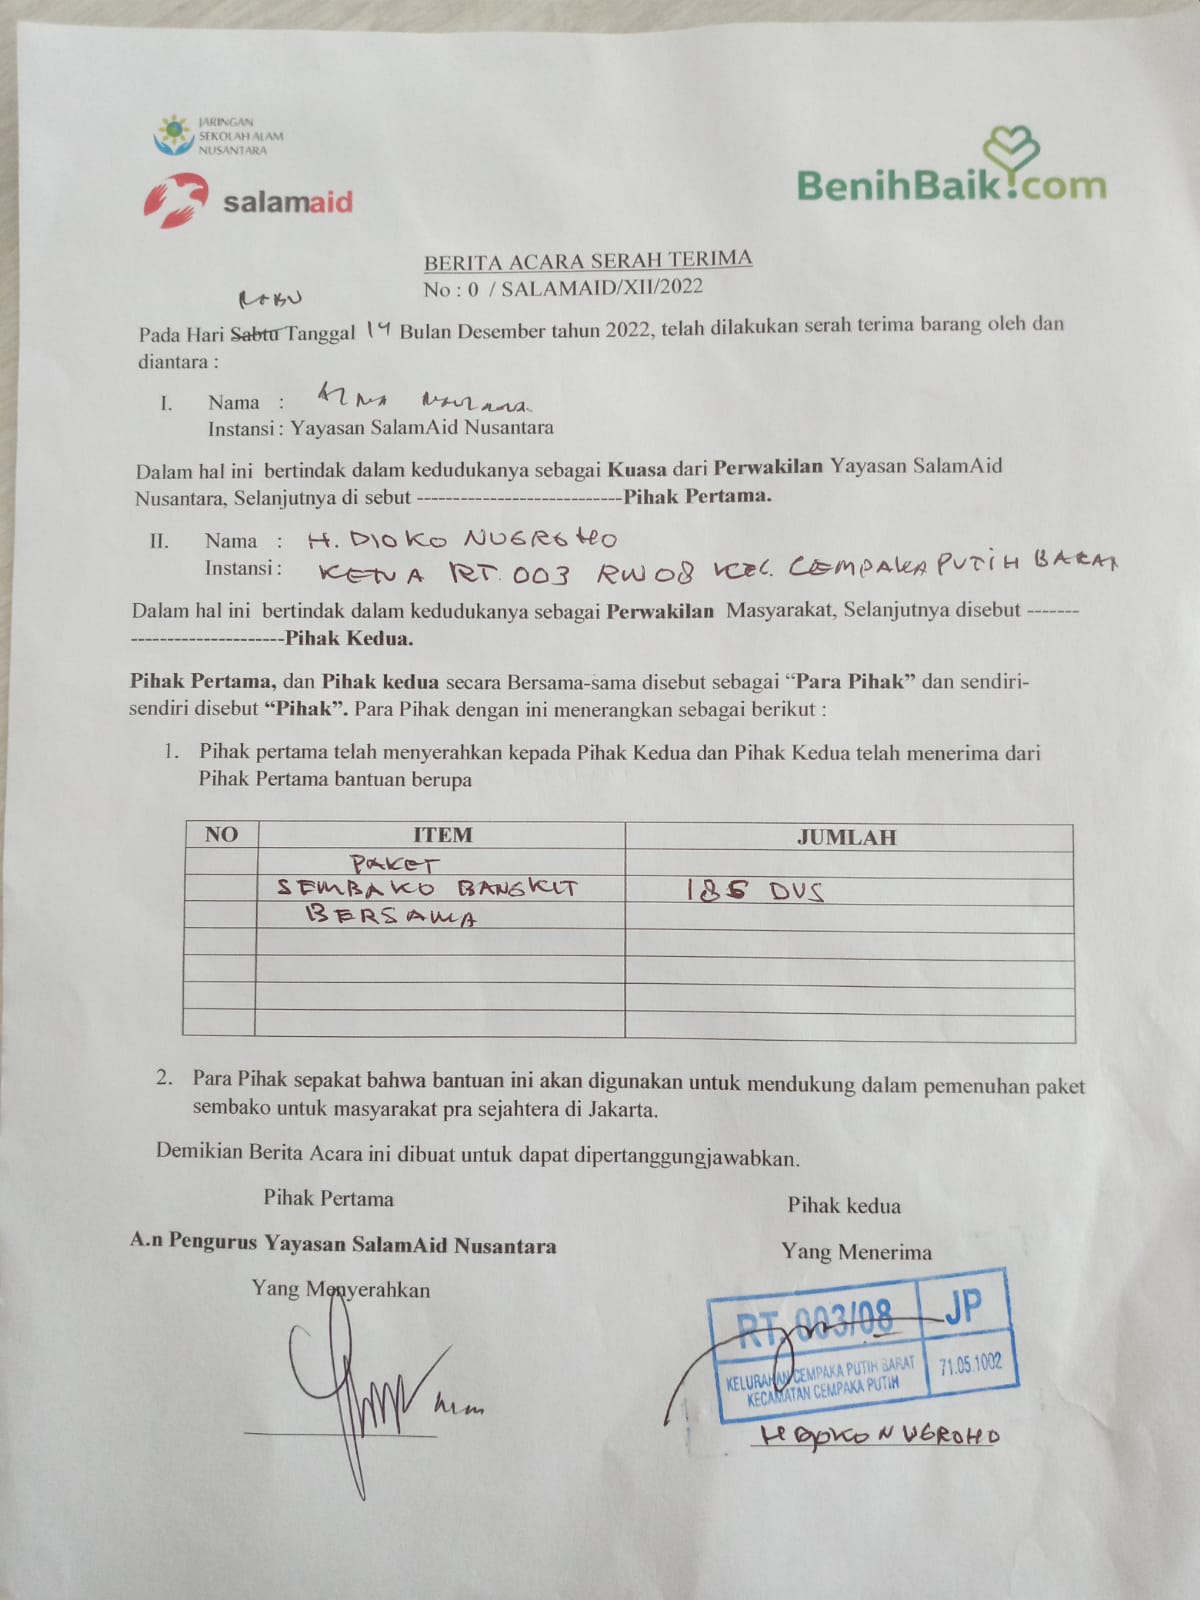 JARINGAN
SEKOLAH ALAM
NUSANTARA
salamaid
BenihBaik!com
BERITA ACARA SERAH TERIMA
No : 0 / SALAMAID/XII/2022
RABU
Pada Hari Sabtu Tanggal 14 Bulan Desember tahun 2022, telah dilakukan serah terima barang oleh dan
diantara :
I. Nama :
Instansi : Yayasan SalamAid Nusantara
Dalam hal ini bertindak dalam kedudukanya sebagai Kuasa dari Perwakilan Yayasan SalamAid
Nusantara, Selanjutnya di sebut ----------------------------Pihak Pertama.
II. Nama : H. DJOKO NUGROHO
Instansi : KETUA RT. 003 RW 08 KEL. CEMPAKA PUTIH BARAT
Dalam hal ini bertindak dalam kedudukanya sebagai Perwakilan Masyarakat, Selanjutnya disebut -------
---------------------Pihak Kedua.
Pihak Pertama, dan Pihak kedua secara Bersama-sama disebut sebagai “Para Pihak” dan sendiri-
sendiri disebut “Pihak”. Para Pihak dengan ini menerangkan sebagai berikut :
1. Pihak pertama telah menyerahkan kepada Pihak Kedua dan Pihak Kedua telah menerima dari
Pihak Pertama bantuan berupa
NO ITEM JUMLAH
PAKET
SEMBAKO BANGKIT 185 DUS
BERSAMA
2. Para Pihak sepakat bahwa bantuan ini akan digunakan untuk mendukung dalam pemenuhan paket
sembako untuk masyarakat pra sejahtera di Jakarta.
Demikian Berita Acara ini dibuat untuk dapat dipertanggungjawabkan.
Pihak Pertama
Pihak kedua
A.n Pengurus Yayasan SalamAid Nusantara
Yang Menerima
Yang Menyerahkan
RT. 003/08 JP
KELURAHAN CEMPAKA PUTIH BARAT 71.05.1002
KECAMATAN CEMPAKA PUTIH
H DJOKO NUGROHO